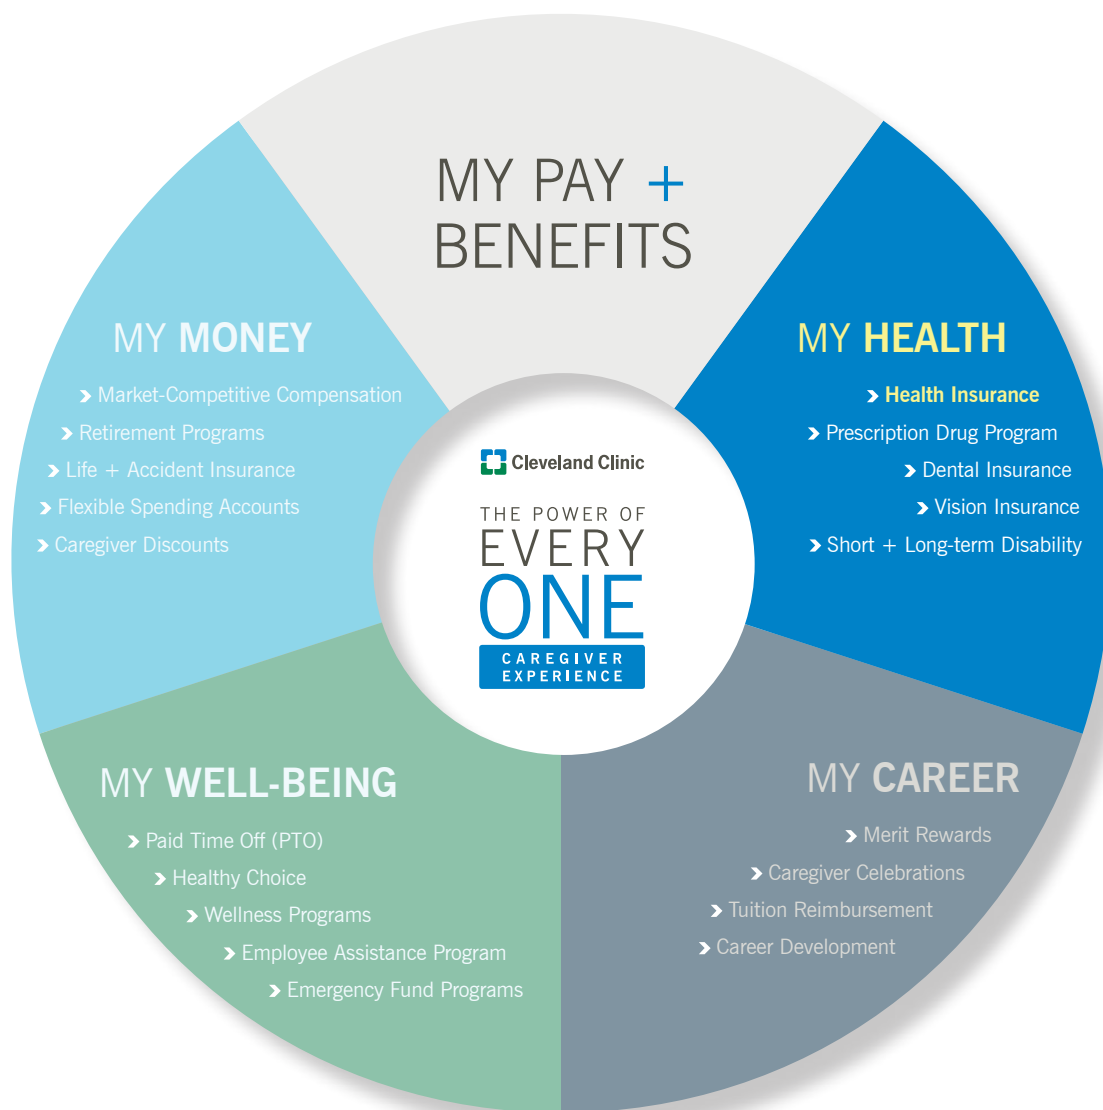 MY PAY +
BENEFITS
MY MONEY
› Market-Competitive Compensation
› Retirement Programs
› Life + Accident Insurance
› Flexible Spending Accounts
› Caregiver Discounts
MY HEALTH
› Health Insurance
› Prescription Drug Program
› Dental Insurance
› Vision Insurance
› Short + Long-term Disability
Cleveland Clinic
THE POWER OF
EVERY
ONE
CAREGIVER
EXPERIENCE
MY WELL-BEING
› Paid Time Off (PTO)
› Healthy Choice
› Wellness Programs
› Employee Assistance Program
› Emergency Fund Programs
MY CAREER
› Merit Rewards
› Caregiver Celebrations
› Tuition Reimbursement
› Career Development